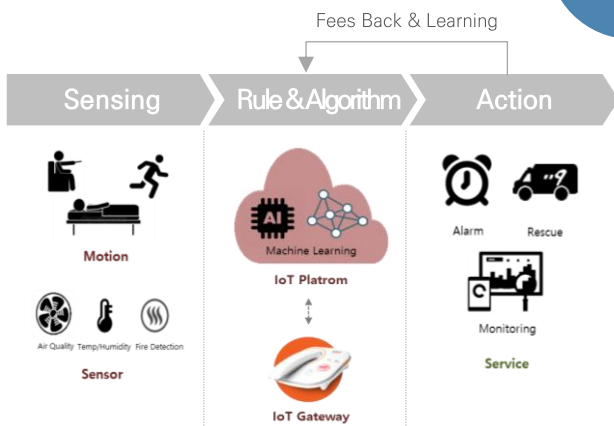 Fees Back & Learning
Sensing
Rule & Algorithm
Action
Motion
Air Quality Temp/Humidity Fire Detection
Sensor
AI
Machine Learning
IoT Platrom
IoT Gateway
Alarm Rescue
Monitoring
Service